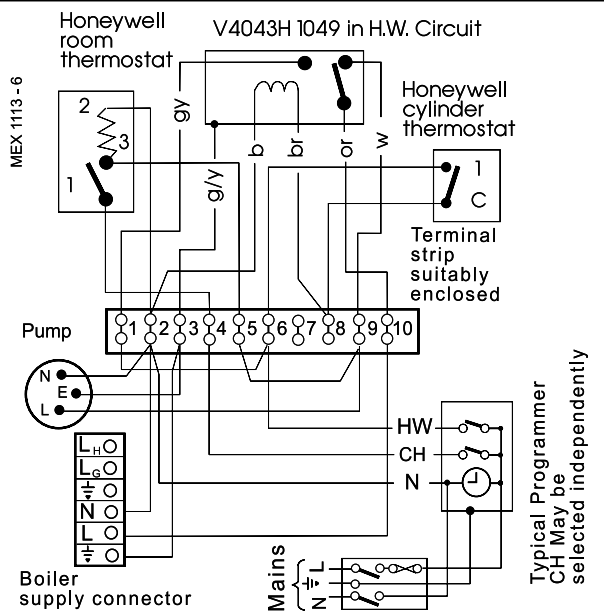 Honeywell
room
thermostat
V4043H 1049 in H.W. Circuit
Honeywell
cylinder
thermostat
MEX 1113 - 6
2
3
1
gy
g/y
b
br
or
w
1
C
Terminal
strip
suitably
enclosed
1 2 3 4 5 6 7 8 9 10
Pump
N
E
L
HW
CH
N
LH
LG
N
L
Boiler
supply connector
Mains
L
N
Typical Programmer
CH May be
selected independently